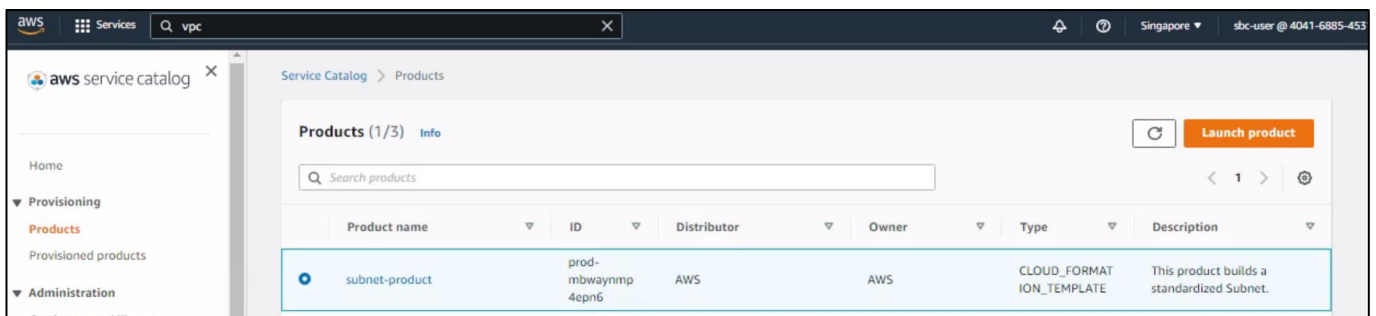 aws Services vpc Singapore ▼ sbc-user @ 4041-6885-453
aws service catalog Service Catalog > Products
Products (1/3) Info Launch product
Home Search products 1
Provisioning
Products Product name ID Distributor Owner Type Description
Provisioned products
Administration
subnet-product prod- AWS AWS CLOUD_FORMAT This product builds a
mbwaynmp ION_TEMPLATE standardized Subnet.
4epn6